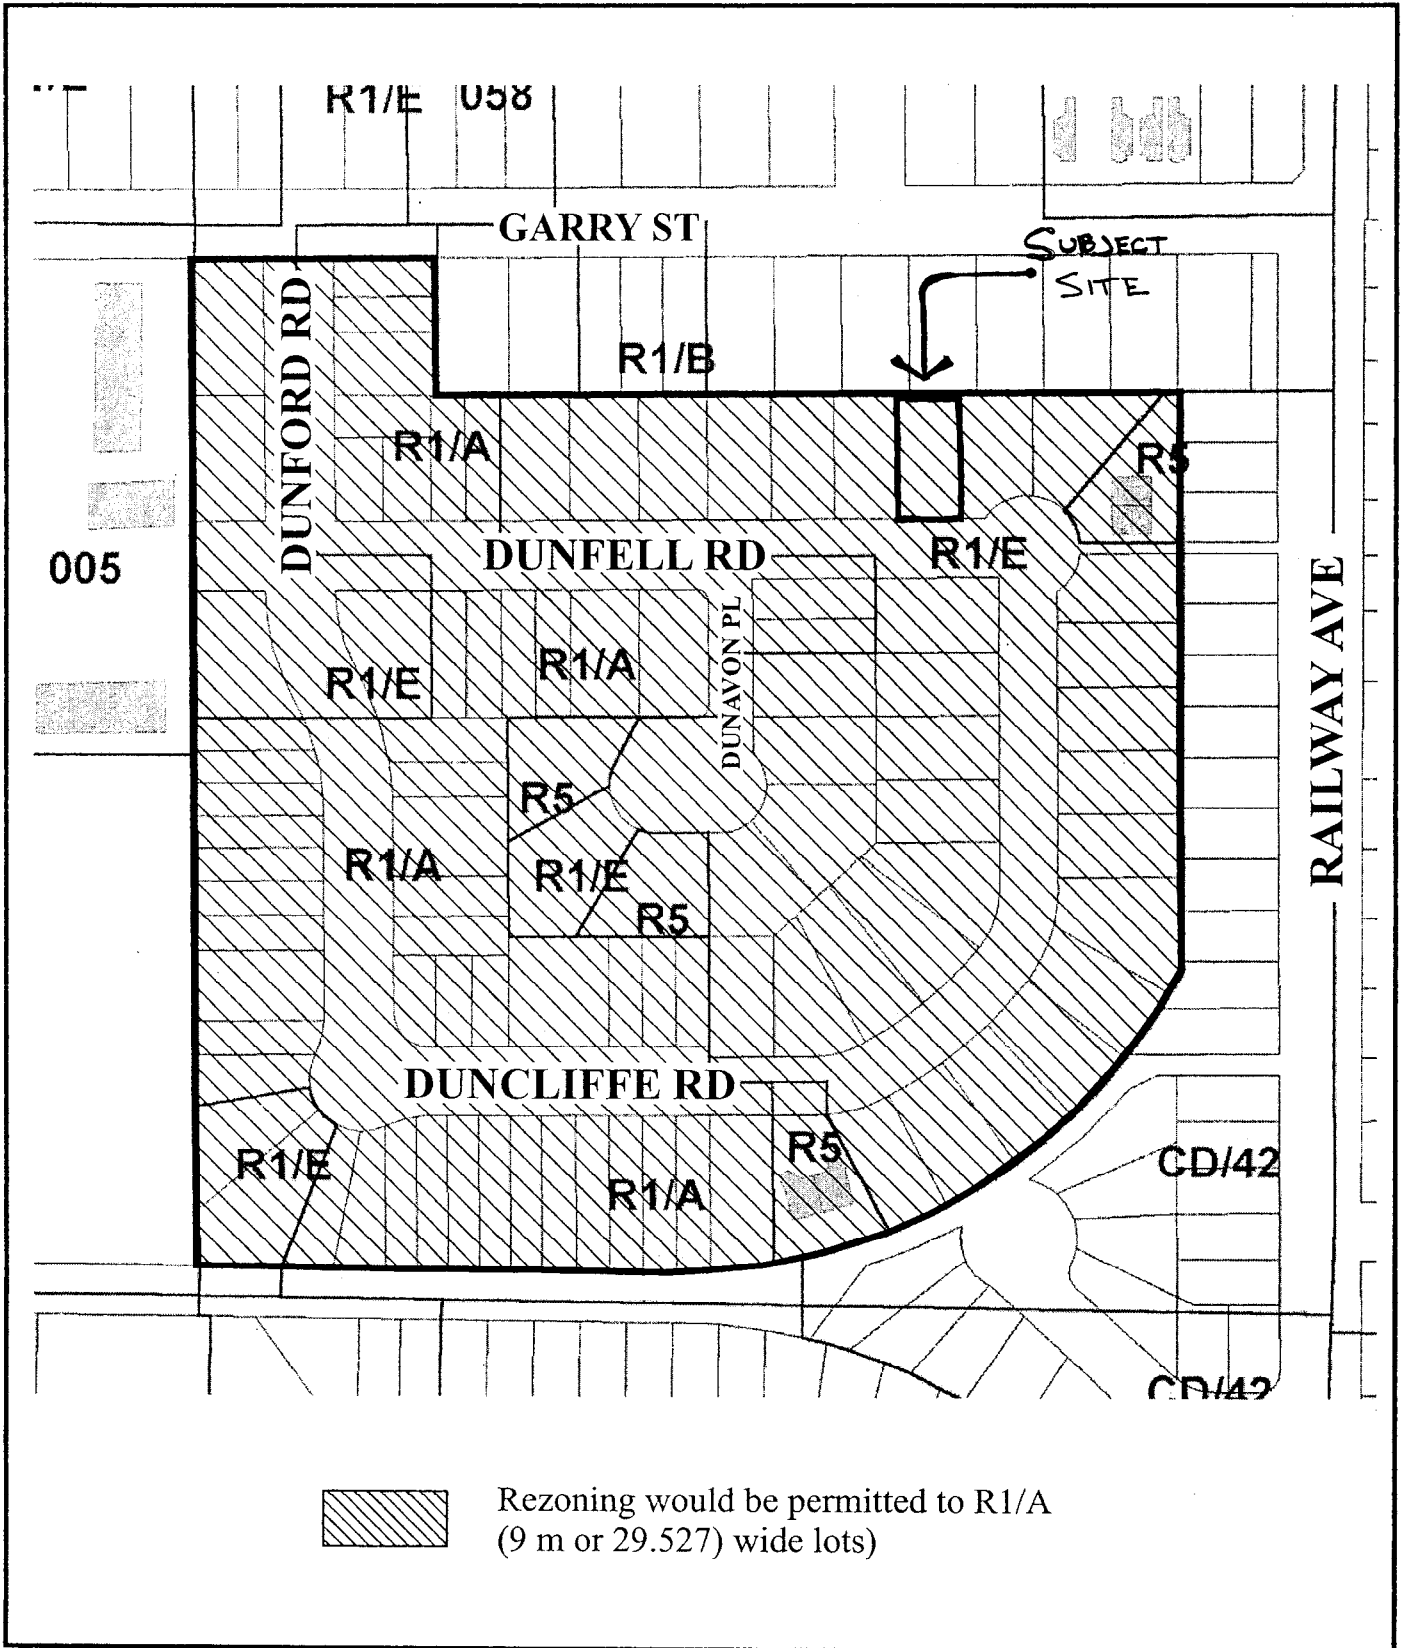 R1/E 058
GARRY ST
SUBJECT
SITE
DUNFORD RD
R1/B
R1/A
R5
005
DUNFELL RD
R1/E
RAILWAY AVE
DUNAVON PL
R1/E
R1/A
R5
R1/A
R1/E
R5
DUNCLIFFE RD
R1/E
R1/A
R5
CD/42
CD/42
Rezoning would be permitted to R1/A
(9 m or 29.527) wide lots)